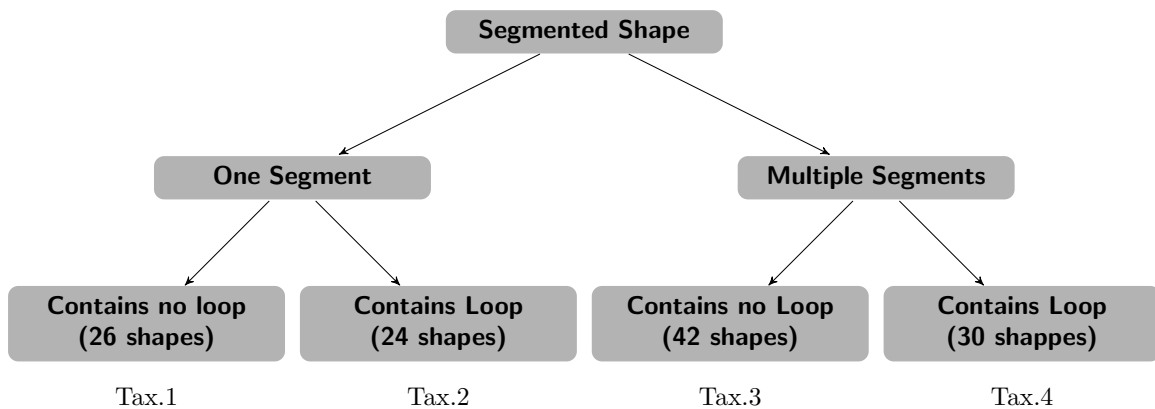 Segmented Shape
One Segment
Multiple Segments
Contains no loop
(26 shapes)
Contains Loop
(24 shapes)
Contains no Loop
(42 shapes)
Contains Loop
(30 shappes)
Tax.1
Tax.2
Tax.3
Tax.4